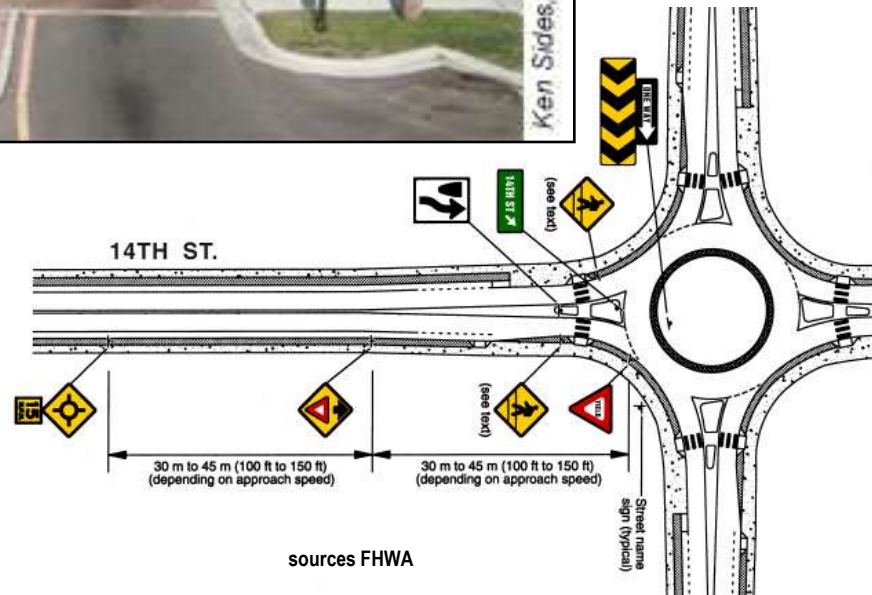 Ken Sides,
ONE WAY
14TH ST
(see text)
14TH ST.
15
M.P.H.
(see text)
YIELD
30 m to 45 m (100 ft to 150 ft)
(depending on approach speed)
30 m to 45 m (100 ft to 150 ft)
(depending on approach speed)
Street name
sign (typical)
sources FHWA